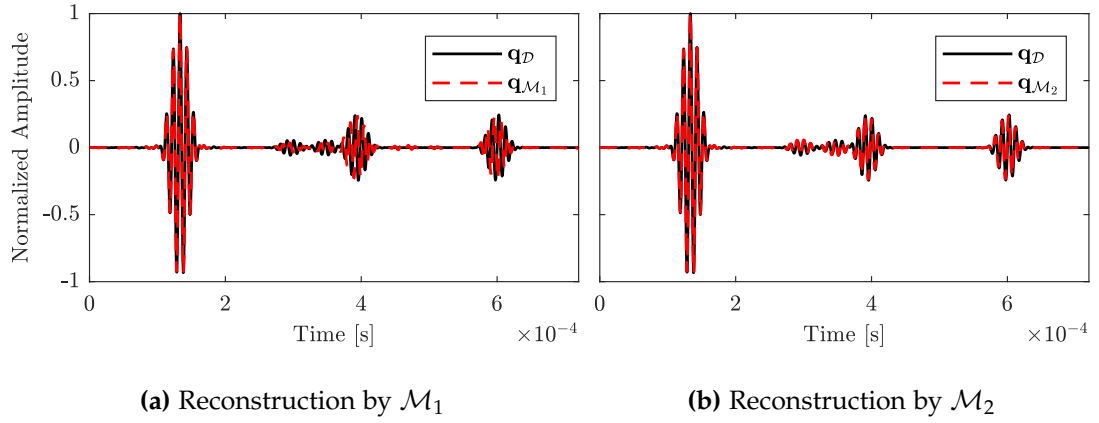 1
0.5
0
-0.5
-1
Normalized Amplitude
q_D
q_M₁
0 2 4 6
Time [s]
×10⁻⁴
(a) Reconstruction by M₁
q_D
q_M₂
0 2 4 6
Time [s]
×10⁻⁴
(b) Reconstruction by M₂